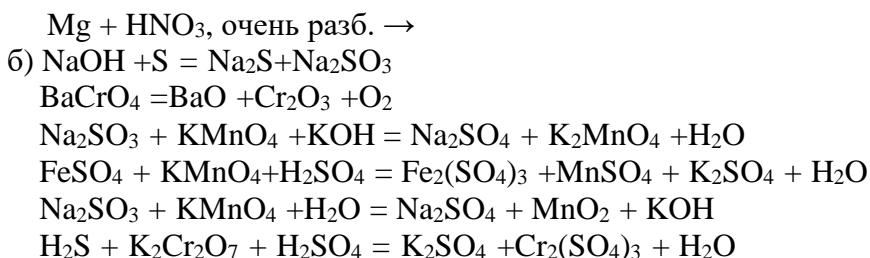 Mg + HNO₃, очень разб. →
б) NaOH +S = Na₂S+Na₂SO₃
BaCrO₄ =BaO +Cr₂O₃ +O₂
Na₂SO₃ + KMnO₄ +KOH = Na₂SO₄ + K₂MnO₄ +H₂O
FeSO₄ + KMnO₄+H₂SO₄ = Fe₂(SO₄)₃ +MnSO₄ + K₂SO₄ + H₂O
Na₂SO₃ + KMnO₄ +H₂O = Na₂SO₄ + MnO₂ + KOH
H₂S + K₂Cr₂O₇ + H₂SO₄ = K₂SO₄ +Cr₂(SO₄)₃ + H₂O